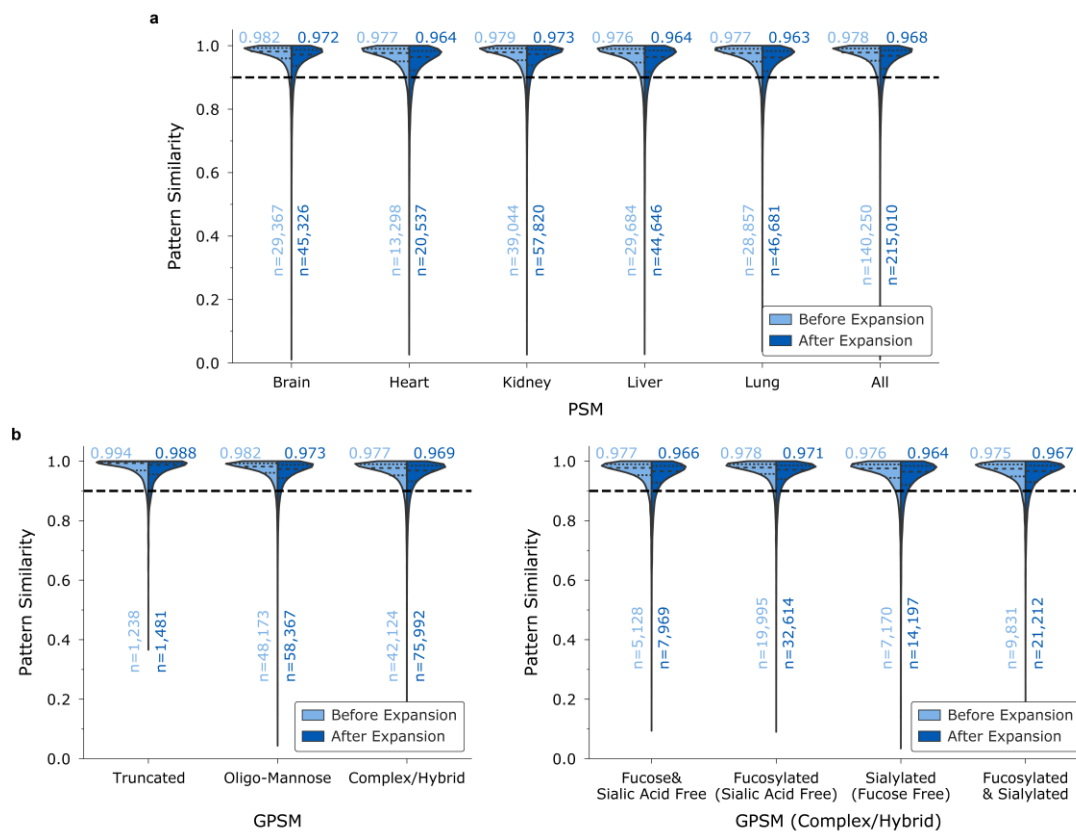 a
0.982 0.972 0.977 0.964 0.979 0.973 0.976 0.964 0.977 0.963 0.978 0.968
1.0
0.8
0.6
0.4
0.2
0.0
Pattern Similarity
n=29,367
n=45,326
n=13,298
n=20,537
n=39,044
n=57,820
n=29,684
n=44,646
n=28,857
n=46,681
n=140,250
n=215,010
Before Expansion
After Expansion
Brain Heart Kidney Liver Lung All
PSM
b
0.994 0.988 0.982 0.973 0.977 0.969
1.0
0.8
0.6
0.4
0.2
0.0
Pattern Similarity
n=1,238
n=1,481
n=48,173
n=58,367
n=42,124
n=75,992
Before Expansion
After Expansion
Truncated Oligo-Mannose Complex/Hybrid
GPSM
0.977 0.966 0.978 0.971 0.976 0.964 0.975 0.967
1.0
0.8
0.6
0.4
0.2
0.0
Pattern Similarity
n=5,128
n=7,969
n=19,995
n=32,614
n=7,170
n=14,197
n=9,831
n=21,212
Before Expansion
After Expansion
Fucose&
Sialic Acid Free
Fucosylated
(Sialic Acid Free)
Sialylated
(Fucose Free)
Fucosylated
& Sialylated
GPSM (Complex/Hybrid)